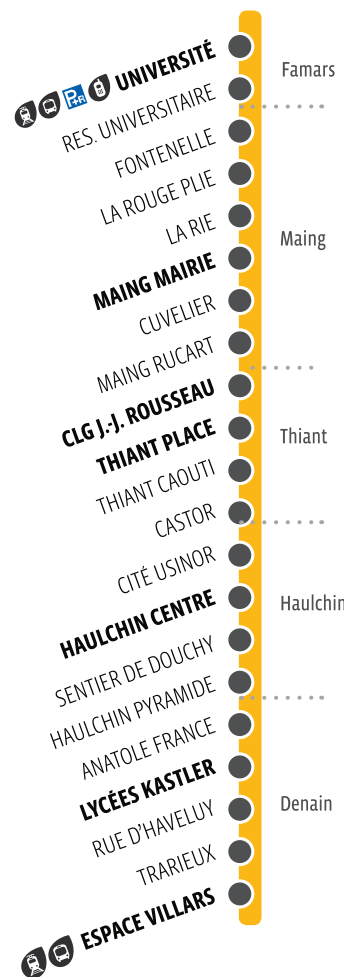 UNIVERSITÉ
RES. UNIVERSITAIRE
FONTENELLE
LA ROUGE PLIE
LA RIE
MAING MAIRIE
CUVELIER
MAING RUCART
CLG J.-J. ROUSSEAU
THIANT PLACE
THIANT CAOUTI
CASTOR
CITÉ USINOR
HAULCHIN CENTRE
SENTIER DE DOUCHY
HAULCHIN PYRAMIDE
ANATOLE FRANCE
LYCÉES KASTLER
RUE D'HAVELUY
TRARIEUX
ESPACE VILLARS
Famars
Maing
Thiant
Haulchin
Denain
P+R